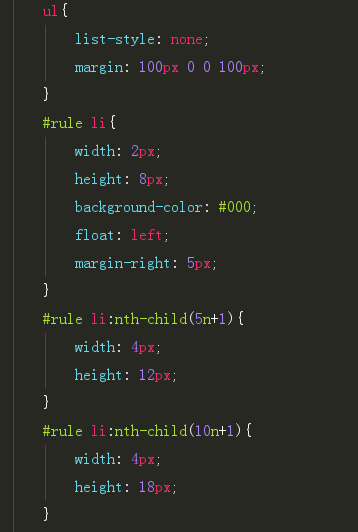 ul{
list-style: none;
margin: 100px 0 0 100px;
}
#rule li{
width: 2px;
height: 8px;
background-color: #000;
float: left;
margin-right: 5px;
}
#rule li:nth-child(5n+1){
width: 4px;
height: 12px;
}
#rule li:nth-child(10n+1){
width: 4px;
height: 18px;
}